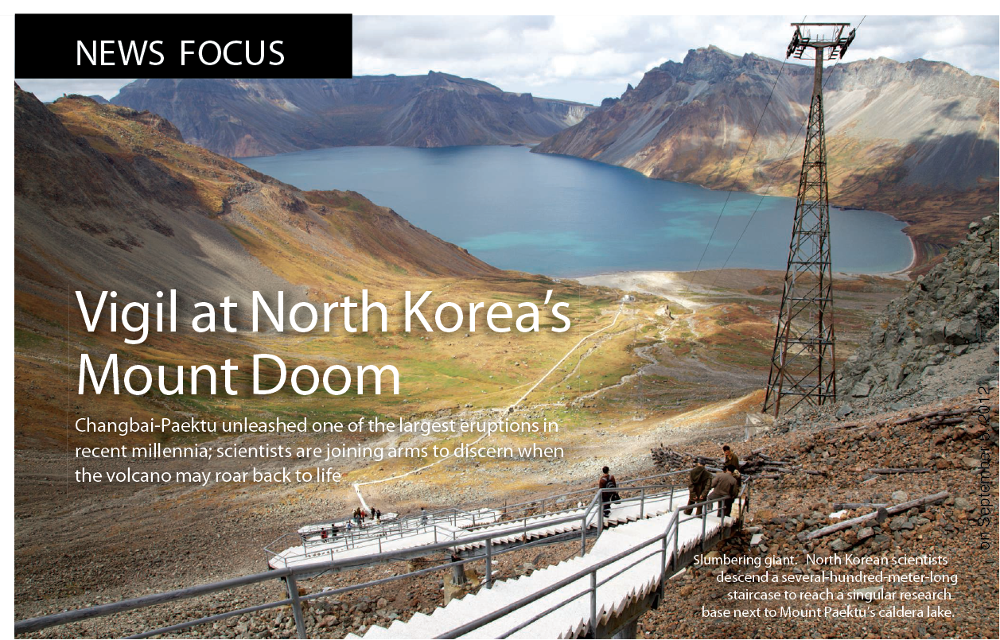 NEWS FOCUS
Vigil at North Korea’s
Mount Doom
Changbai-Paektu unleashed one of the largest eruptions in
recent millennia; scientists are joining arms to discern when
the volcano may roar back to life
Slumbering giant. North Korean scientists
descend a several-hundred-meter-long
staircase to reach a singular research
base next to Mount Paektu’s caldera lake.
on September 6, 2012